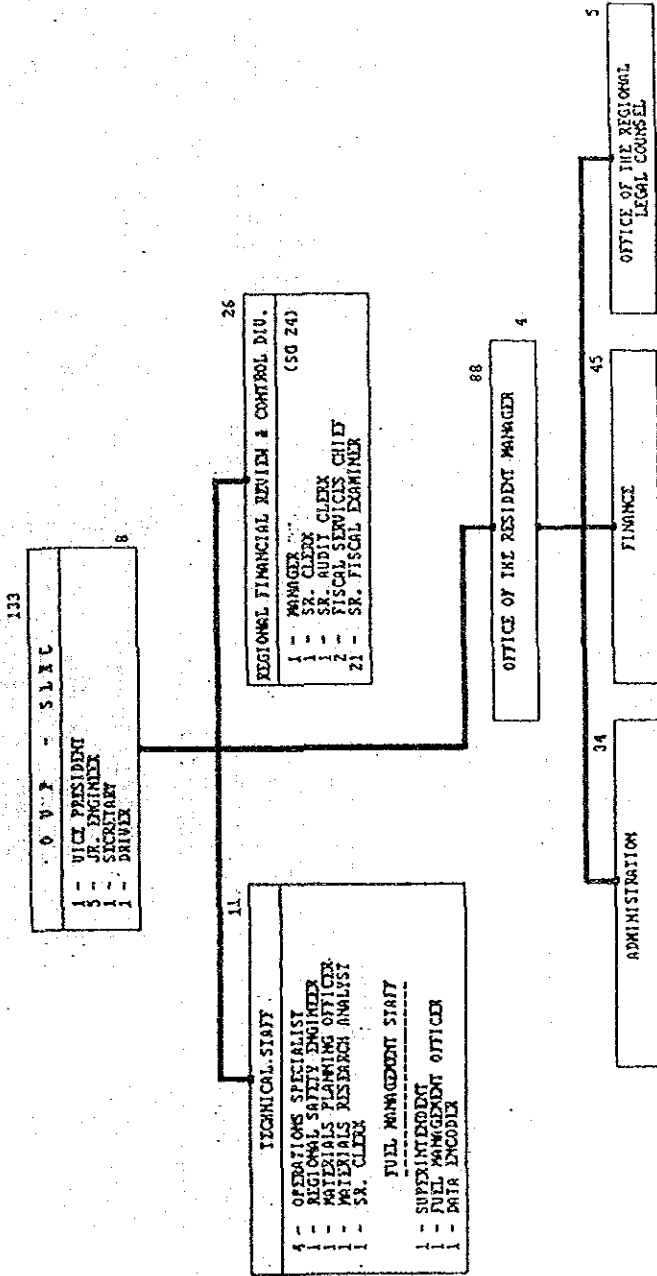 133
O V P - SLRC
1 - VICE PRESIDENT
5 - JR. ENGINEER
1 - SECRETARY
1 - DRIVER
8
11
TECHNICAL STAFF
4 - OPERATIONS SPECIALIST
1 - REGIONAL SAFETY ENGINEER
1 - MATERIALS PLANNING OFFICER
1 - MATERIALS RESEARCH ANALYST
1 - SR. CLERK
FUEL MANAGEMENT STAFF
1 - SUPERINTENDENT
1 - FUEL MANAGEMENT OFFICER
1 - DATA ENCODER
26
REGIONAL FINANCIAL REVIEW & CONTROL DIV.
1 - MANAGER (SG 24)
1 - SR. CLERK
1 - SR. AUDIT CLERK
2 - FISCAL SERVICES CHIEF
21 - SR. FISCAL EXAMINER
88
OFFICE OF THE RESIDENT MANAGER
4
34
ADMINISTRATION
45
FINANCE
5
OFFICE OF THE REGIONAL
LEGAL COUNSEL